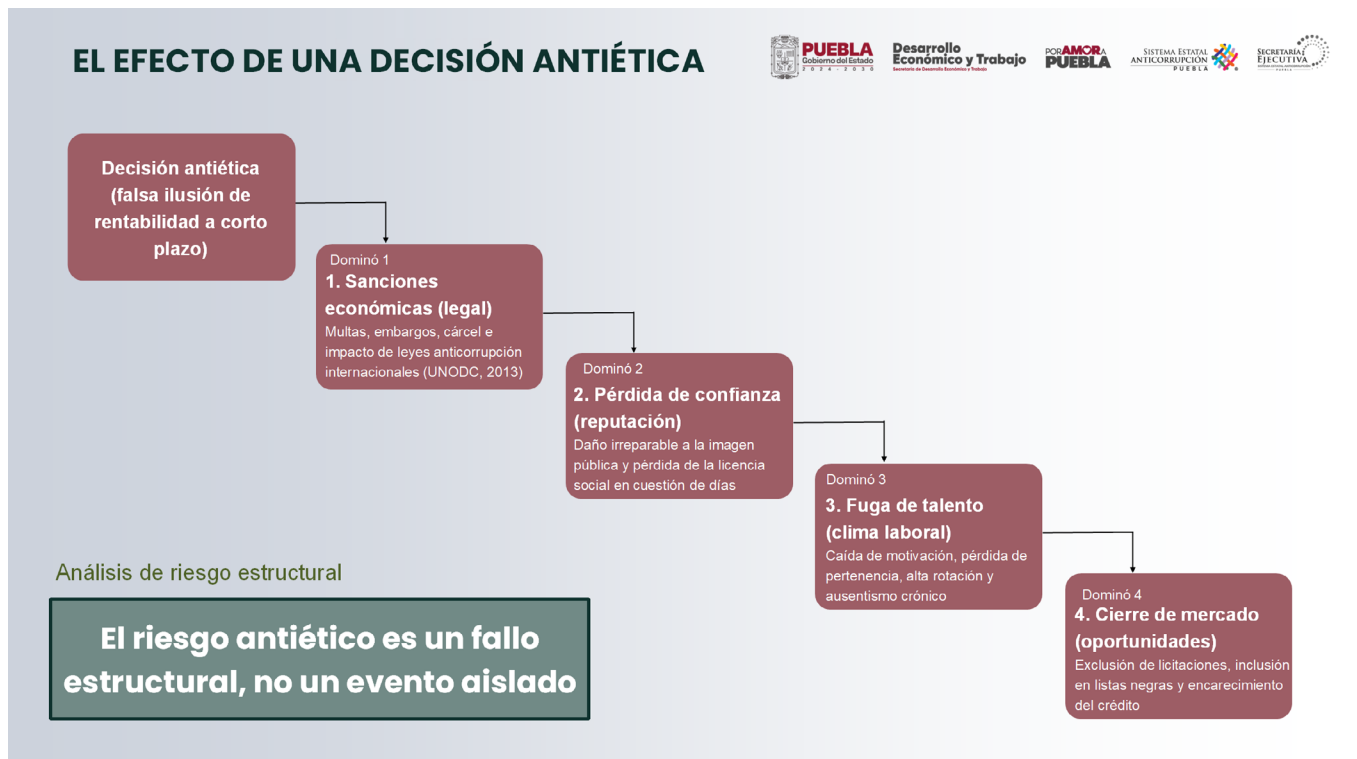 EL EFECTO DE UNA DECISIÓN ANTIÉTICA
PUEBLA
Gobierno del Estado
2024 - 2030
Desarrollo
Económico y Trabajo
Secretaría de Desarrollo Económico y Trabajo
POR AMOR A
PUEBLA
SISTEMA ESTATAL
ANTICORRUPCIÓN
PUEBLA
SECRETARÍA
EJECUTIVA
Decisión antiética
(falsa ilusión de
rentabilidad a corto
plazo)
Dominó 1
1. Sanciones
económicas (legal)
Multas, embargos, cárcel e
impacto de leyes anticorrupción
internacionales (UNODC, 2013)
Dominó 2
2. Pérdida de confianza
(reputación)
Daño irreparable a la imagen
pública y pérdida de la licencia
social en cuestión de días
Dominó 3
3. Fuga de talento
(clima laboral)
Caída de motivación, pérdida de
pertenencia, alta rotación y
ausentismo crónico
Dominó 4
4. Cierre de mercado
(oportunidades)
Exclusión de licitaciones, inclusión
en listas negras y encarecimiento
del crédito
Análisis de riesgo estructural
El riesgo antiético es un fallo
estructural, no un evento aislado